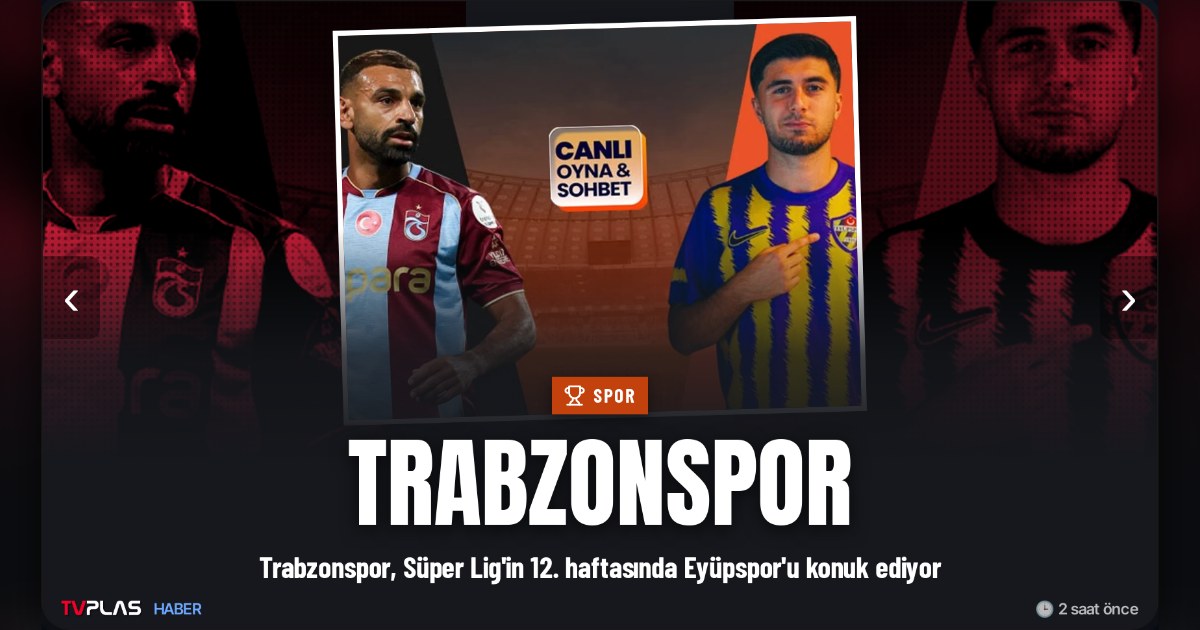 CANLI
OYNA &
SOHBET
para
SPOR
TRABZONSPOR
Trabzonspor, Süper Lig'in 12. haftasında Eyüpspor'u konuk ediyor
TVPLAS HABER
2 saat önce